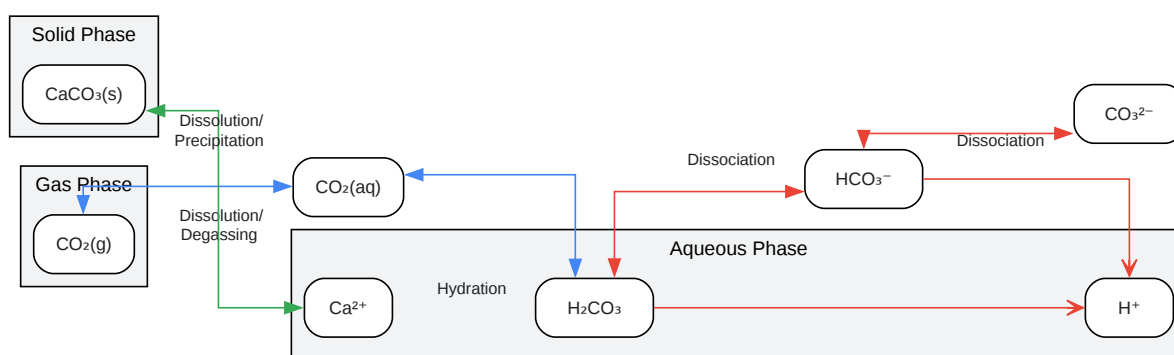 Solid Phase
CaCO₃(s)
Dissolution/
Precipitation
CO₃²⁻
Dissociation
Dissociation
HCO₃⁻
Gas Phase
CO₂(aq)
CO₂(g)
Dissolution/
Degassing
Aqueous Phase
Hydration
Ca²⁺
H₂CO₃
H⁺